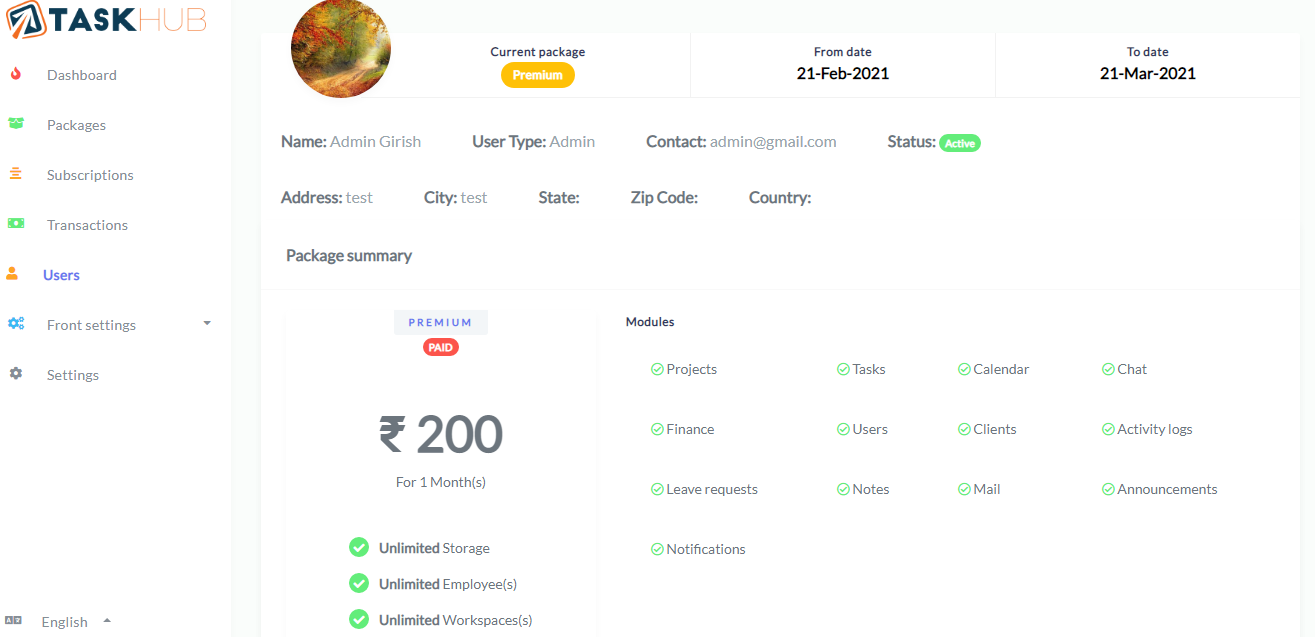 TASKHUB
Dashboard
Packages
Subscriptions
Transactions
Users
Front settings
Settings
English
Current package
Premium
From date
21-Feb-2021
To date
21-Mar-2021
Name: Admin Girish
User Type: Admin
Contact: admin@gmail.com
Status: Active
Address: test
City: test
State:
Zip Code:
Country:
Package summary
PREMIUM
PAID
₹ 200
For 1 Month(s)
Unlimited Storage
Unlimited Employee(s)
Unlimited Workspaces(s)
Modules
Projects
Tasks
Calendar
Chat
Finance
Users
Clients
Activity logs
Leave requests
Notes
Mail
Announcements
Notifications